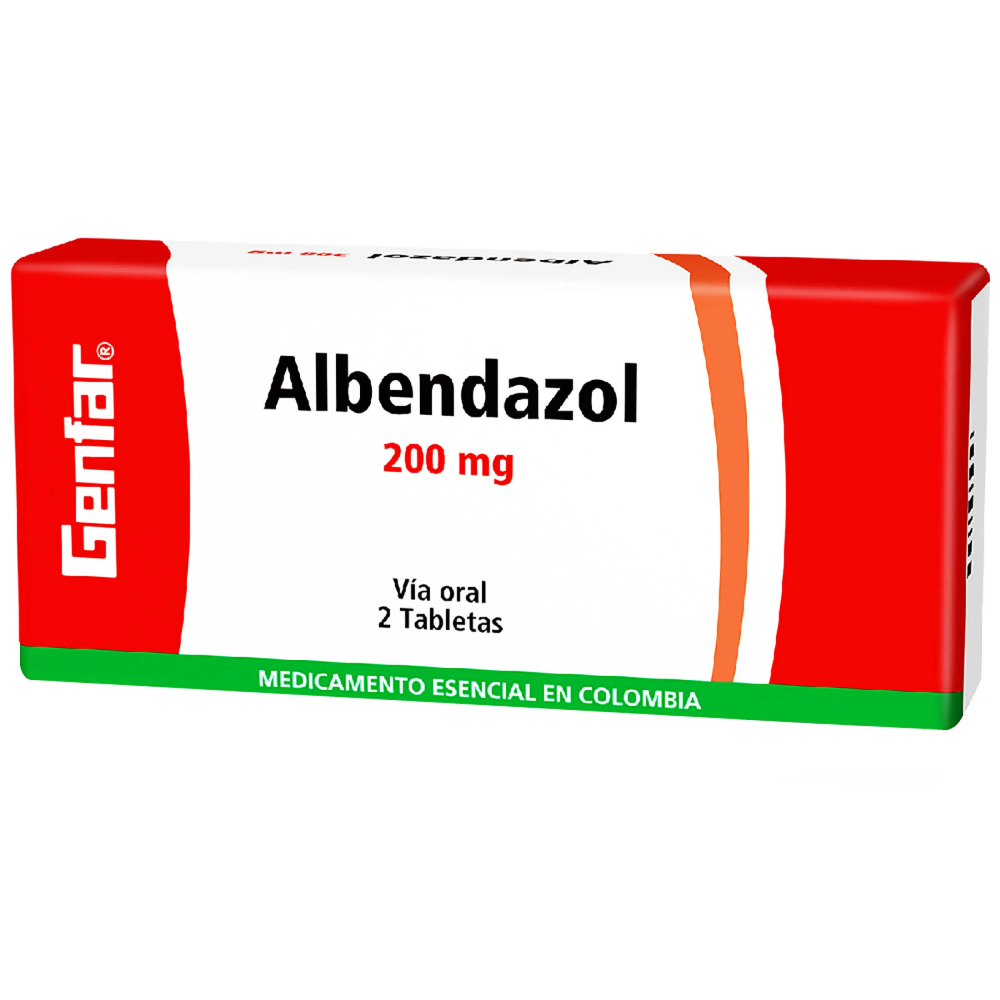 Albendazol
Genfar®
Albendazol
200 mg
Vía oral
2 Tabletas
MEDICAMENTO ESENCIAL EN COLOMBIA